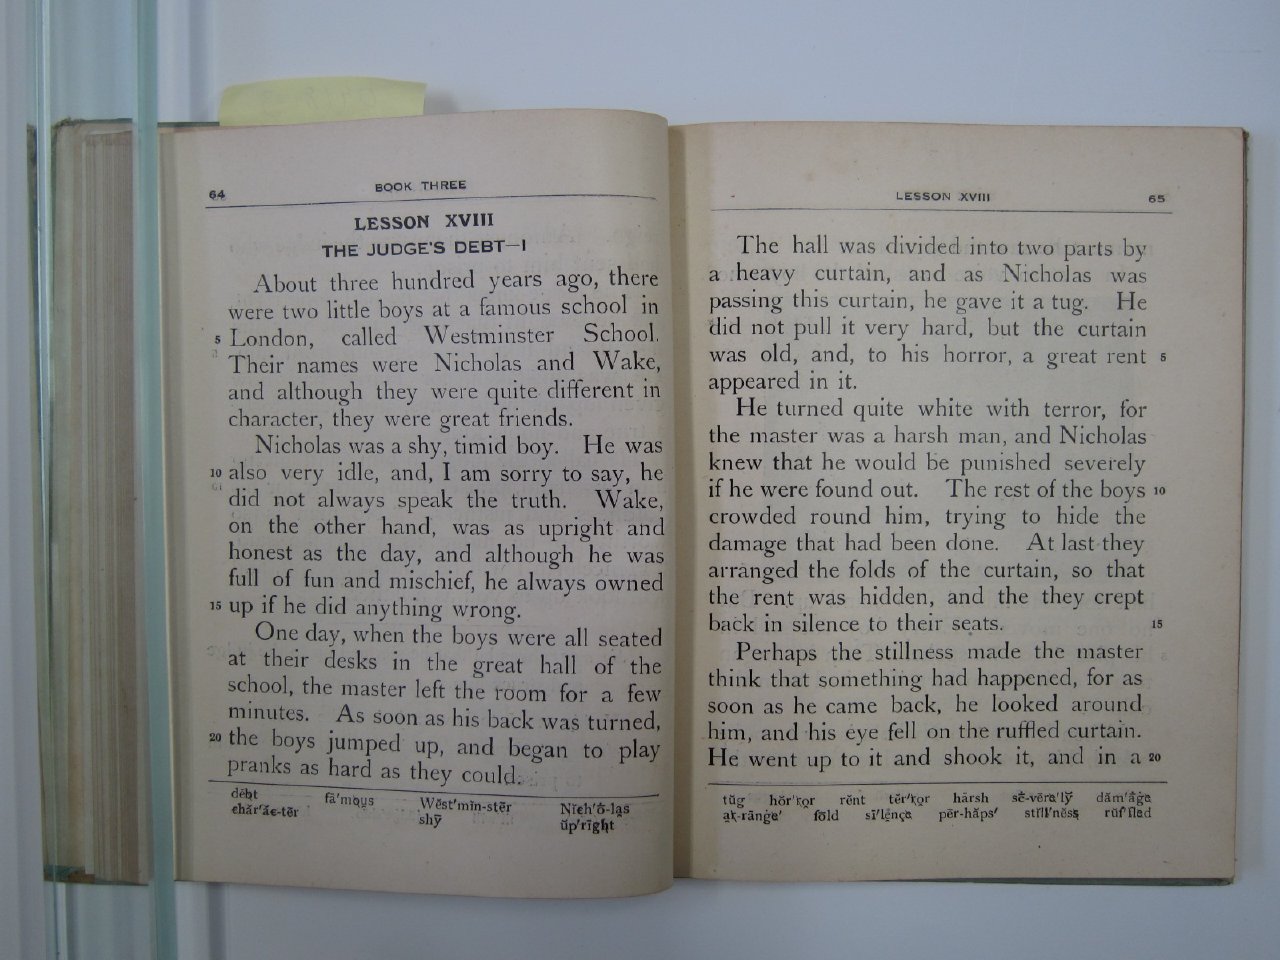 64
BOOK THREE
LESSON XVIII
THE JUDGE'S DEBT—I
About three hundred years ago, there
were two little boys at a famous school in
5 London, called Westminster School.
Their names were Nicholas and Wake,
and although they were quite different in
character, they were great friends.
Nicholas was a shy, timid boy. He was
10 also very idle, and, I am sorry to say, he
did not always speak the truth. Wake,
on the other hand, was as upright and
honest as the day, and although he was
full of fun and mischief, he always owned
15 up if he did anything wrong.
One day, when the boys were all seated
at their desks in the great hall of the
school, the master left the room for a few
minutes. As soon as his back was turned,
20 the boys jumped up, and began to play
pranks as hard as they could.
dĕbt fā'moŭs Wĕst'mĭn-stẽr Nĭch'ȯ-las
chăr'ăc-tẽr shȳ ŭp'rīght
LESSON XVIII
65
The hall was divided into two parts by
a heavy curtain, and as Nicholas was
passing this curtain, he gave it a tug. He
did not pull it very hard, but the curtain
was old, and, to his horror, a great rent 5
appeared in it.
He turned quite white with terror, for
the master was a harsh man, and Nicholas
knew that he would be punished severely
if he were found out. The rest of the boys 10
crowded round him, trying to hide the
damage that had been done. At last they
arranged the folds of the curtain, so that
the rent was hidden, and the they crept
back in silence to their seats. 15
Perhaps the stillness made the master
think that something had happened, for as
soon as he came back, he looked around
him, and his eye fell on the ruffled curtain.
He went up to it and shook it, and in a 20
tŭg hŏr'rọr rĕnt tĕr'rọr härsh sė-vēre'lỹ dăm'ȧġe
ar-rānġe' fōld sī'lençe pẽr-hăps' stĭll'nĕss rŭf'fled